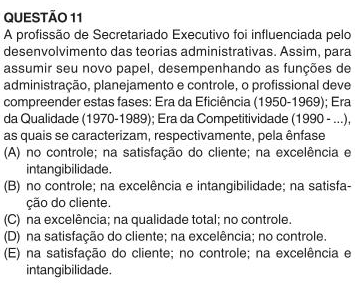 QUESTÃO 11
A profissão de Secretariado Executivo foi influenciada pelo
desenvolvimento das teorias administrativas. Assim, para
assumir seu novo papel, desempenhando as funções de
administração, planejamento e controle, o profissional deve
compreender estas fases: Era da Eficiência (1950-1969); Era
da Qualidade (1970-1989); Era da Competitividade (1990 - ...),
as quais se caracterizam, respectivamente, pela ênfase
(A) no controle; na satisfação do cliente; na excelência e
intangibilidade.
(B) no controle; na excelência e intangibilidade; na satisfa-
ção do cliente.
(C) na excelência; na qualidade total; no controle.
(D) na satisfação do cliente; na excelência; no controle.
(E) na satisfação do cliente; no controle; na excelência e
intangibilidade.